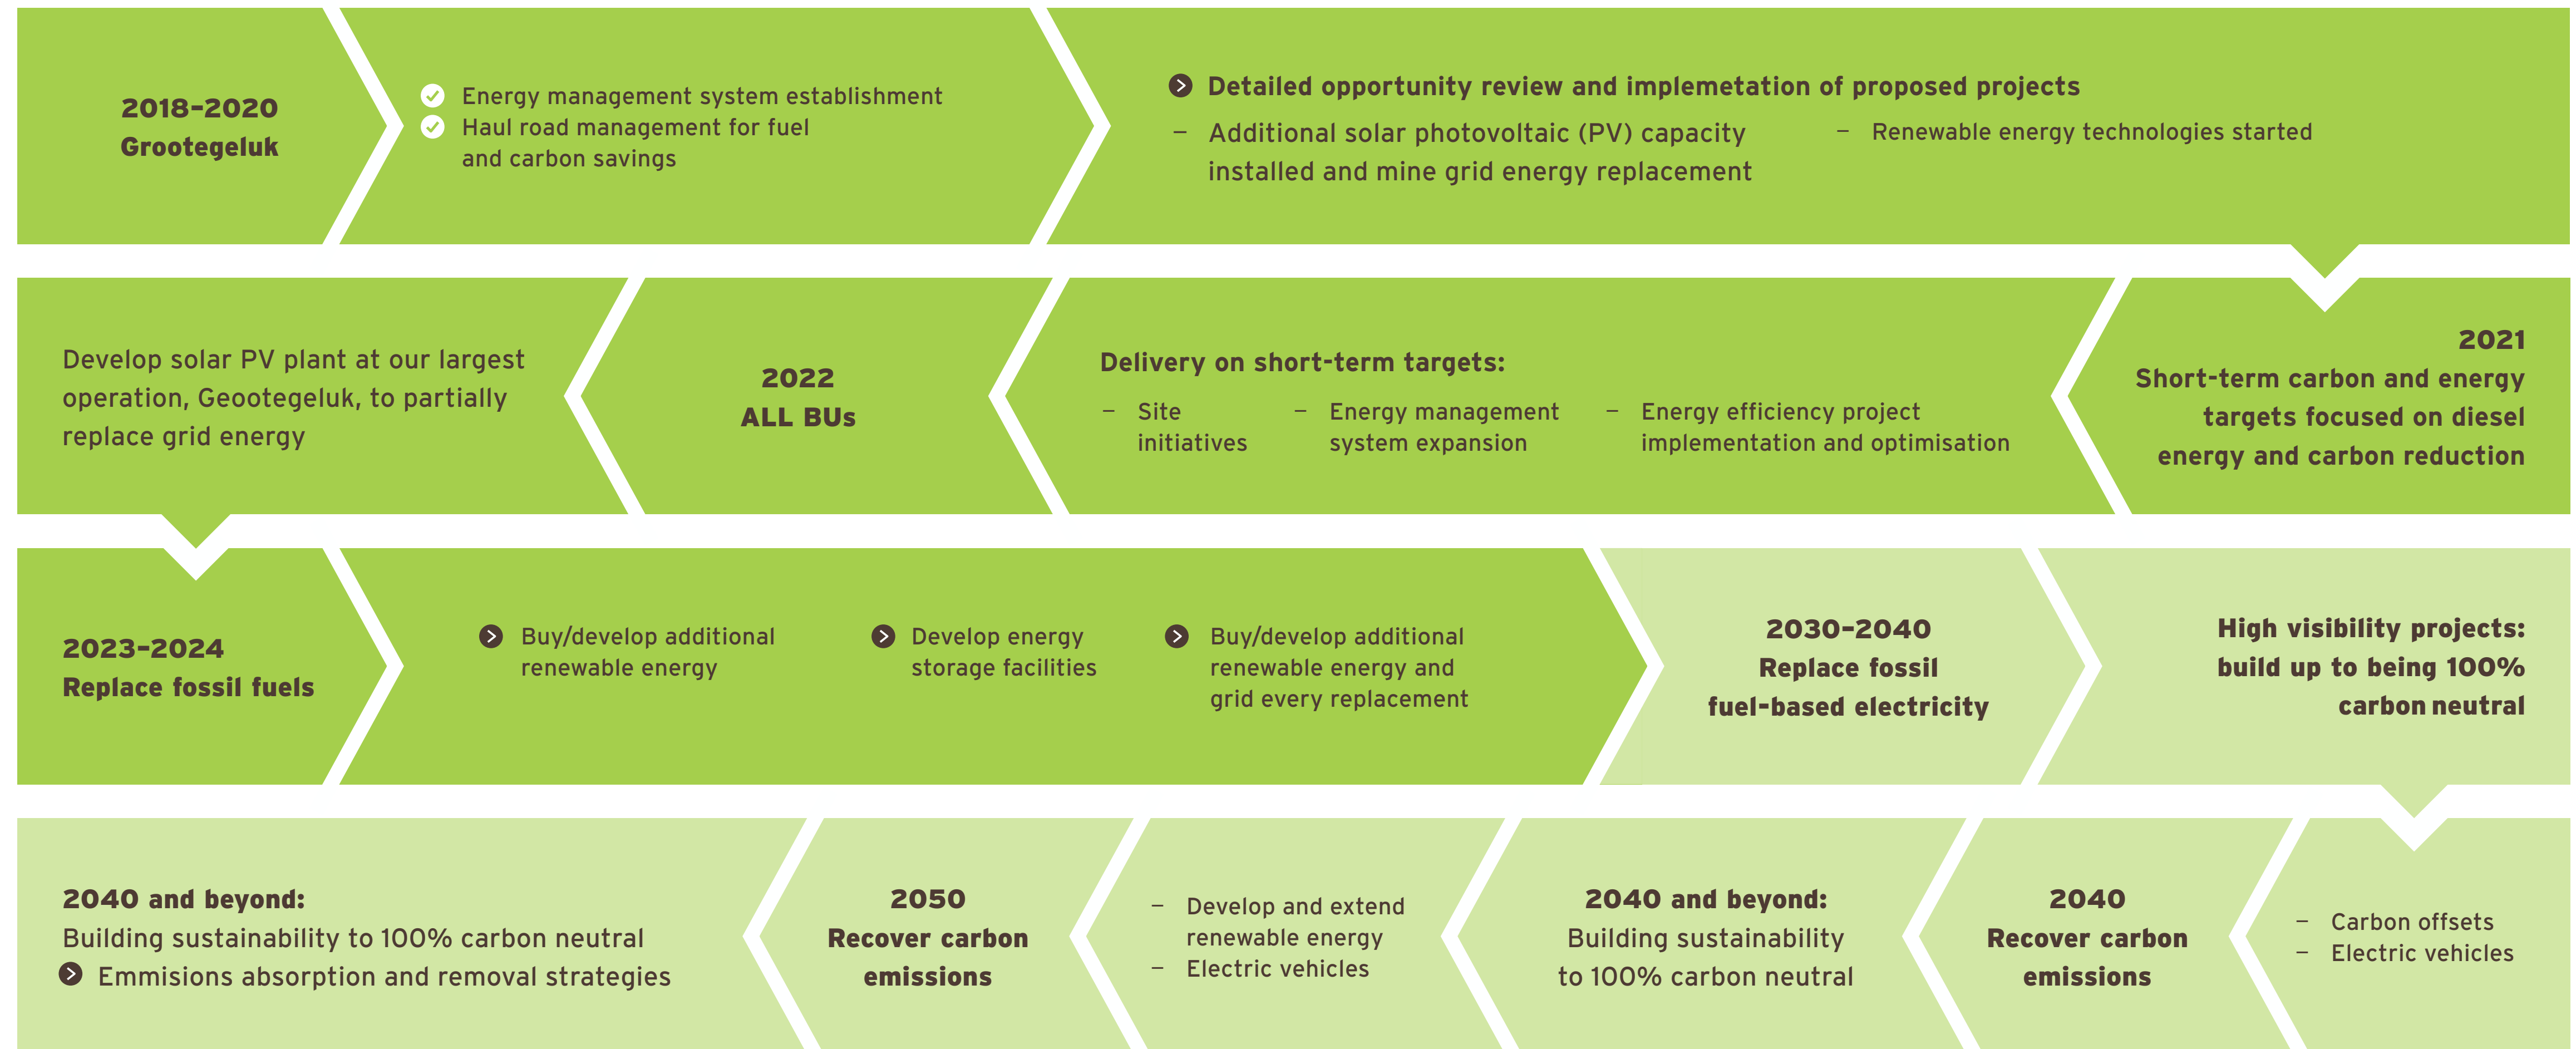 2018-2020
Grootegeluk
Energy management system establishment
Haul road management for fuel
and carbon savings
Detailed opportunity review and implemetation of proposed projects
– Additional solar photovoltaic (PV) capacity
installed and mine grid energy replacement
– Renewable energy technologies started
2021
Short-term carbon and energy
targets focused on diesel
energy and carbon reduction
Delivery on short-term targets:
– Site
initiatives
– Energy management
system expansion
– Energy efficiency project
implementation and optimisation
2022
ALL BUs
Develop solar PV plant at our largest
operation, Geootegeluk, to partially
replace grid energy
2023-2024
Replace fossil fuels
Buy/develop additional
renewable energy
Develop energy
storage facilities
Buy/develop additional
renewable energy and
grid every replacement
2030-2040
Replace fossil
fuel-based electricity
High visibility projects:
build up to being 100%
carbon neutral
– Carbon offsets
– Electric vehicles
2040
Recover carbon
emissions
2040 and beyond:
Building sustainability
to 100% carbon neutral
– Develop and extend
renewable energy
– Electric vehicles
2050
Recover carbon
emissions
2040 and beyond:
Building sustainability to 100% carbon neutral
Emmisions absorption and removal strategies